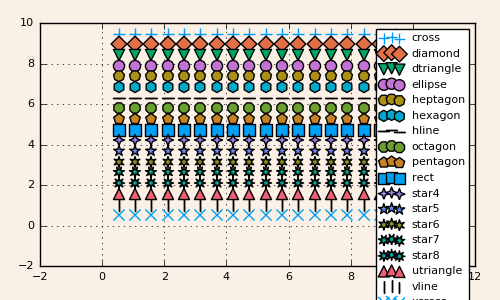 10
8
6
4
2
0
−2
−2
0
2
4
6
8
12
cross
diamond
dtriangle
ellipse
heptagon
hexagon
hline
octagon
pentagon
rect
star4
star5
star6
star7
star8
utriangle
vline